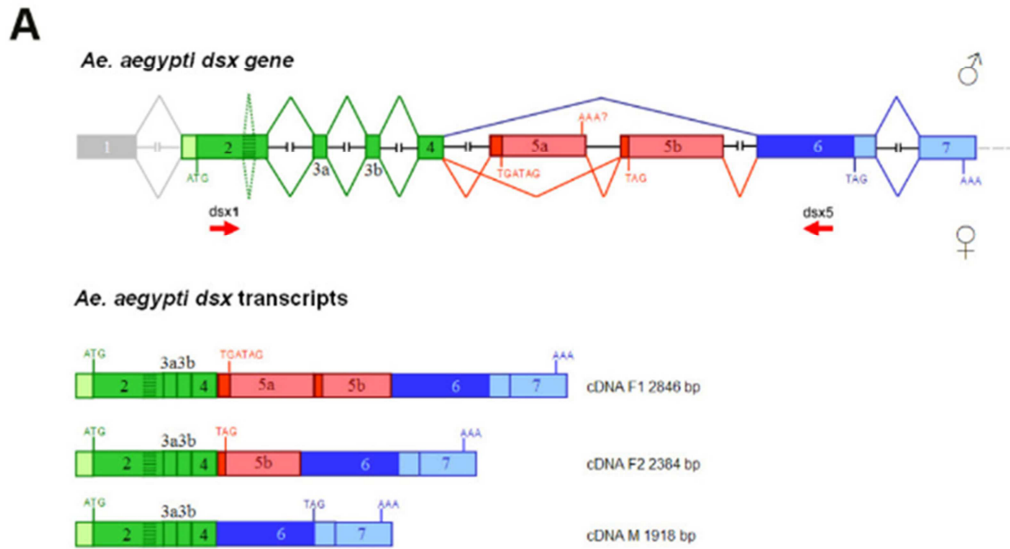 A
Ae. aegypti dsx gene
♂
AAA?
1 2 3a 3b 4 5a 5b 6 7
ATG TGATAG TAG TAG AAA
dsx1 dsx5
♀
Ae. aegypti dsx transcripts
ATG 3a3b TGATAG AAA
2 4 5a 5b 6 7 cDNA F1 2846 bp
ATG 3a3b TAG AAA
2 4 5b 6 7 cDNA F2 2384 bp
ATG 3a3b TAG AAA
2 4 6 7 cDNA M 1918 bp